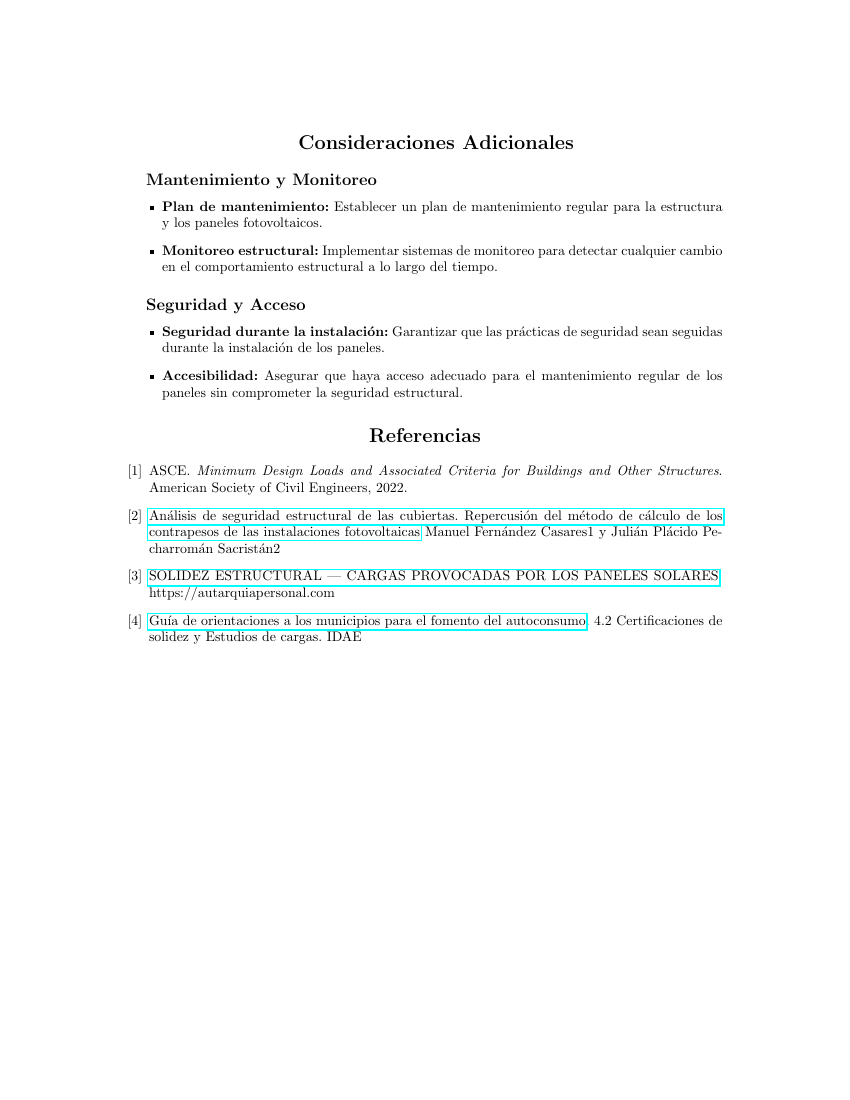 Consideraciones Adicionales
Mantenimiento y Monitoreo
▪ Plan de mantenimiento: Establecer un plan de mantenimiento regular para la estructura
y los paneles fotovoltaicos.
▪ Monitoreo estructural: Implementar sistemas de monitoreo para detectar cualquier cambio
en el comportamiento estructural a lo largo del tiempo.
Seguridad y Acceso
▪ Seguridad durante la instalación: Garantizar que las prácticas de seguridad sean seguidas
durante la instalación de los paneles.
▪ Accesibilidad: Asegurar que haya acceso adecuado para el mantenimiento regular de los
paneles sin comprometer la seguridad estructural.
Referencias
[1] ASCE. Minimum Design Loads and Associated Criteria for Buildings and Other Structures.
American Society of Civil Engineers, 2022.
[2] Análisis de seguridad estructural de las cubiertas. Repercusión del método de cálculo de los
contrapesos de las instalaciones fotovoltaicas Manuel Fernández Casares1 y Julián Plácido Pe-
charromán Sacristán2
[3] SOLIDEZ ESTRUCTURAL — CARGAS PROVOCADAS POR LOS PANELES SOLARES
https://autarquiapersonal.com
[4] Guía de orientaciones a los municipios para el fomento del autoconsumo. 4.2 Certificaciones de
solidez y Estudios de cargas. IDAE